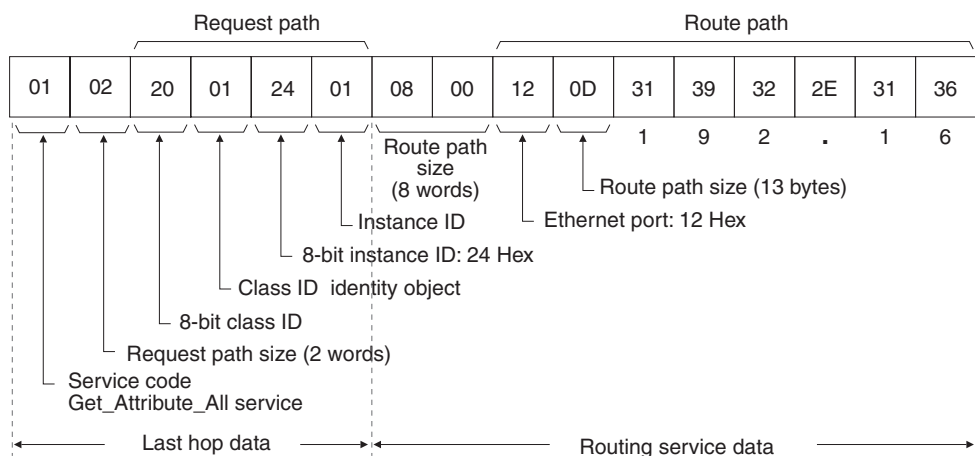 Request path
Route path
01 02 20 01 24 01 08 00 12 0D 31 39 32 2E 31 36
1 9 2 . 1 6
Route path
size
(8 words)
Route path size (13 bytes)
Ethernet port: 12 Hex
Instance ID
8-bit instance ID: 24 Hex
Class ID identity object
8-bit class ID
Request path size (2 words)
Service code
Get_Attribute_All service
Last hop data
Routing service data